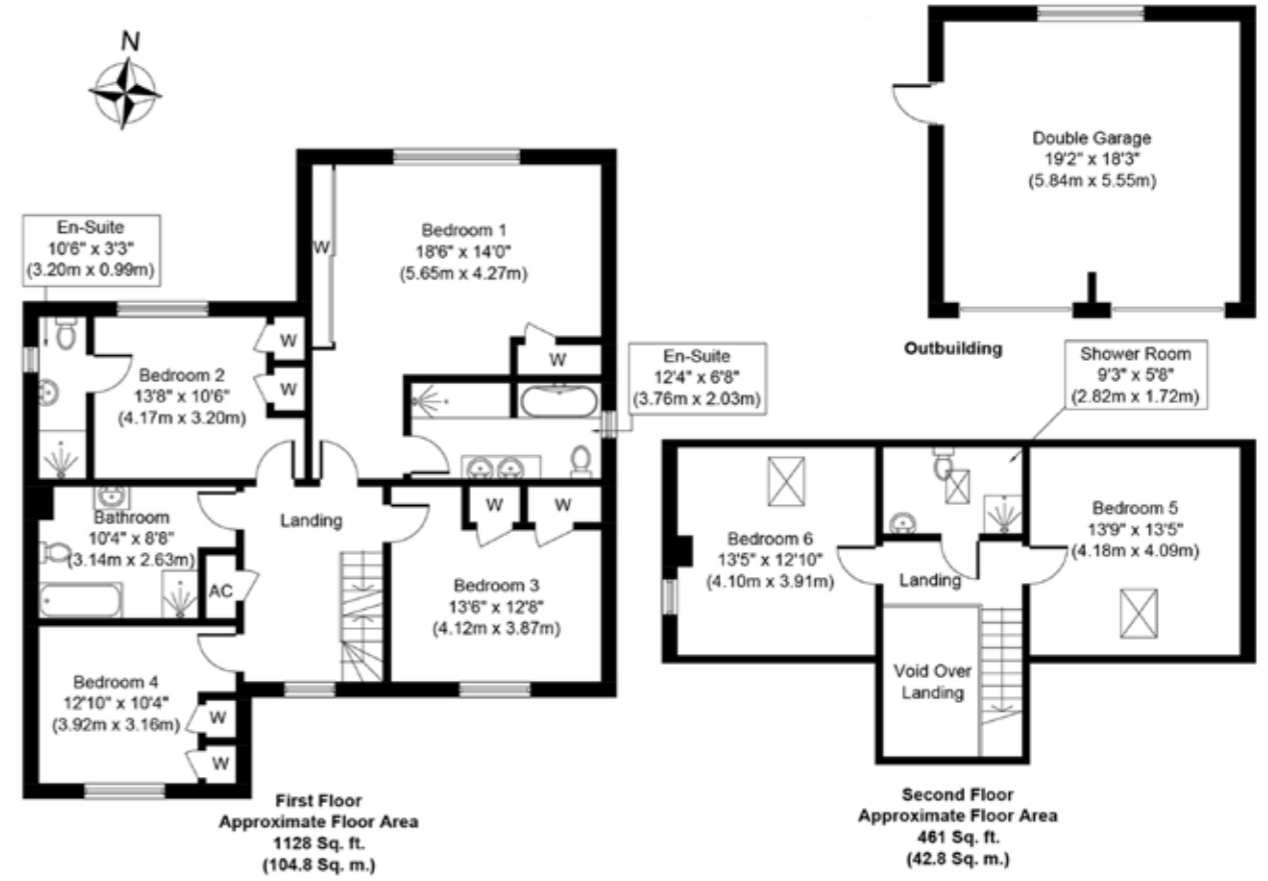 N
En-Suite
10'6" x 3'3"
(3.20m x 0.99m)
W
Bedroom 1
18'6" x 14'0"
(5.65m x 4.27m)
W
Bedroom 2
13'8" x 10'6"
(4.17m x 3.20m)
W
W
En-Suite
12'4" x 6'8"
(3.76m x 2.03m)
Bathroom
10'4" x 8'8"
(3.14m x 2.63m)
AC
Landing
W
W
Bedroom 3
13'6" x 12'8"
(4.12m x 3.87m)
Bedroom 4
12'10" x 10'4"
(3.92m x 3.16m)
W
W
First Floor
Approximate Floor Area
1128 Sq. ft.
(104.8 Sq. m.)
Double Garage
19'2" x 18'3"
(5.84m x 5.55m)
Outbuilding
Shower Room
9'3" x 5'8"
(2.82m x 1.72m)
Bedroom 6
13'5" x 12'10"
(4.10m x 3.91m)
Landing
Bedroom 5
13'9" x 13'5"
(4.18m x 4.09m)
Void Over
Landing
Second Floor
Approximate Floor Area
461 Sq. ft.
(42.8 Sq. m.)